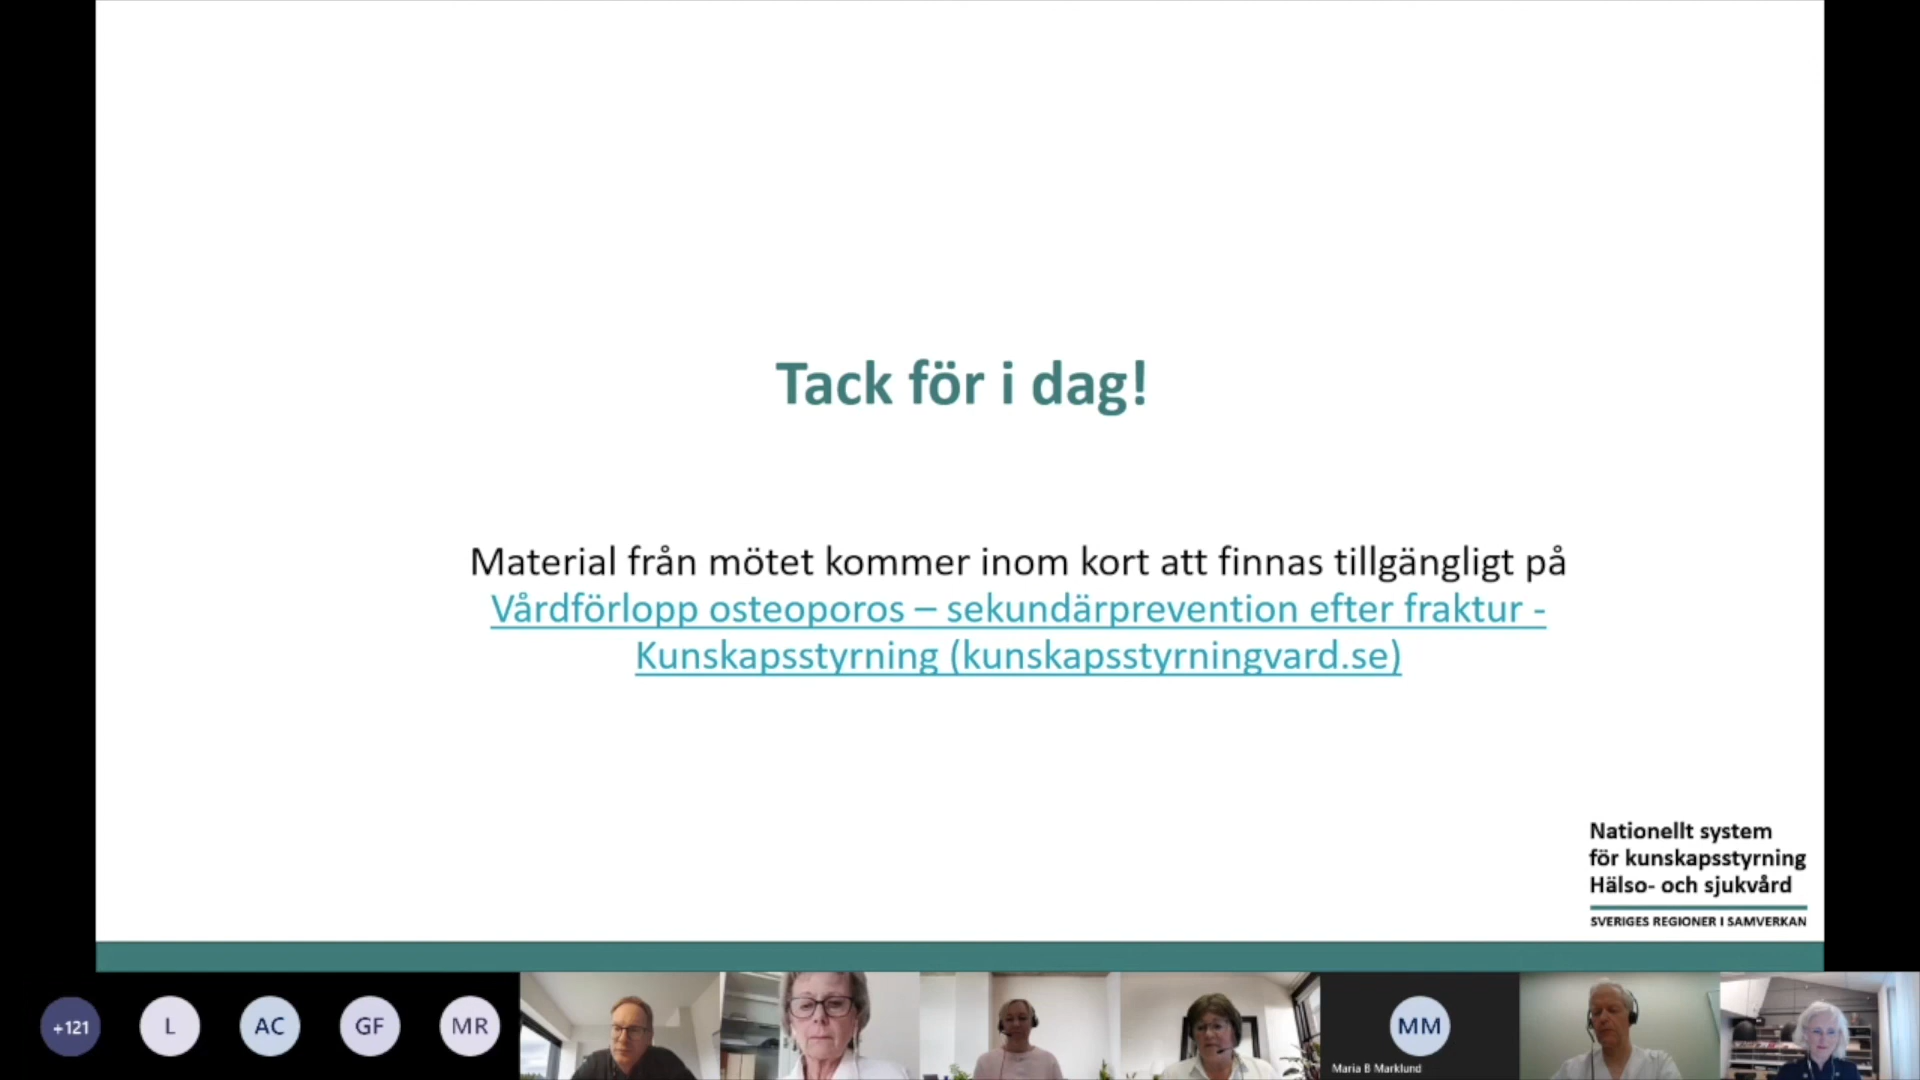 Tack för i dag!
Material från mötet kommer inom kort att finnas tillgängligt på
Vårdförlopp osteoporos – sekundärprevention efter fraktur -
Kunskapsstyrning (kunskapsstyrningvard.se)
Nationellt system
för kunskapsstyrning
Hälso- och sjukvård
SVERIGES REGIONER I SAMVERKAN
+121
L
AC
GF
MR
MM
Maria B Marklund